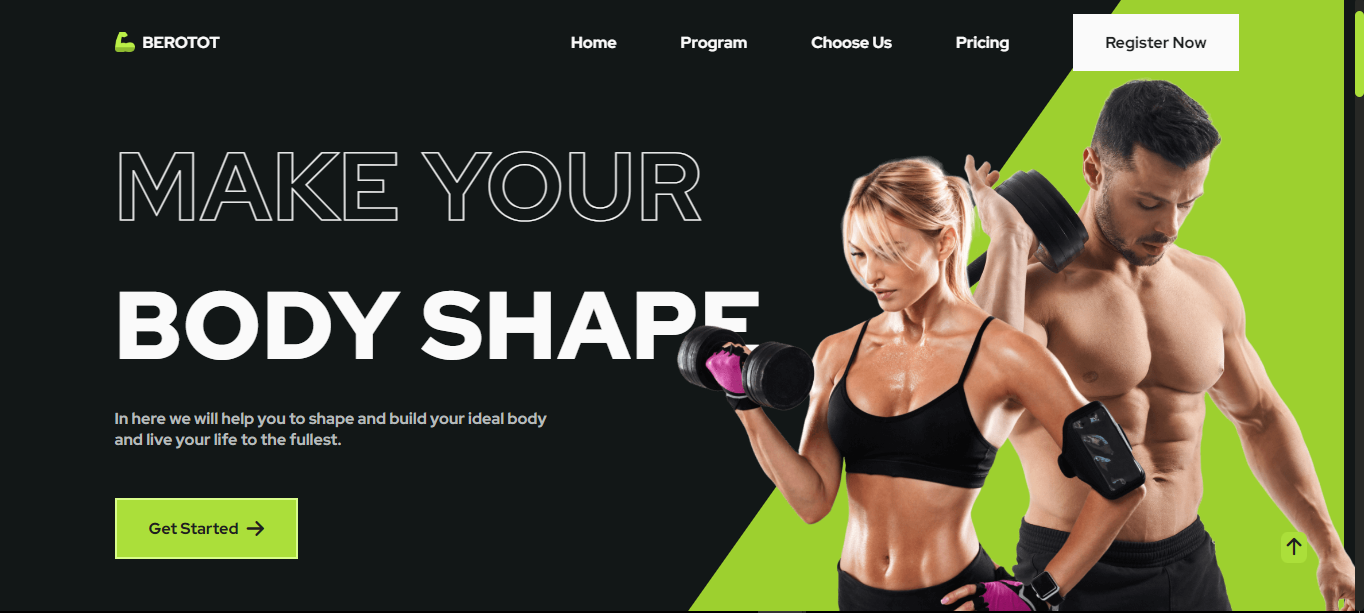 BEROTOT
Home
Program
Choose Us
Pricing
Register Now
MAKE YOUR
BODY SHAPE
In here we will help you to shape and build your ideal body
and live your life to the fullest.
Get Started